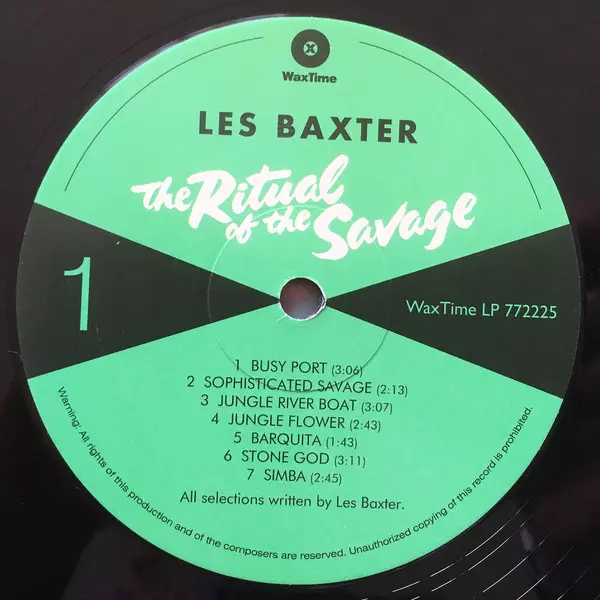 WaxTime
LES BAXTER
The Ritual
of the Savage
1
WaxTime LP 772225
1 BUSY PORT (3:06)
2 SOPHISTICATED SAVAGE (2:13)
3 JUNGLE RIVER BOAT (3:07)
4 JUNGLE FLOWER (2:43)
5 BARQUITA (1:43)
6 STONE GOD (3:11)
7 SIMBA (2:45)
All selections written by Les Baxter.
Warning: All rights of this production and of the composers are reserved. Unauthorized copying of this record is prohibited.